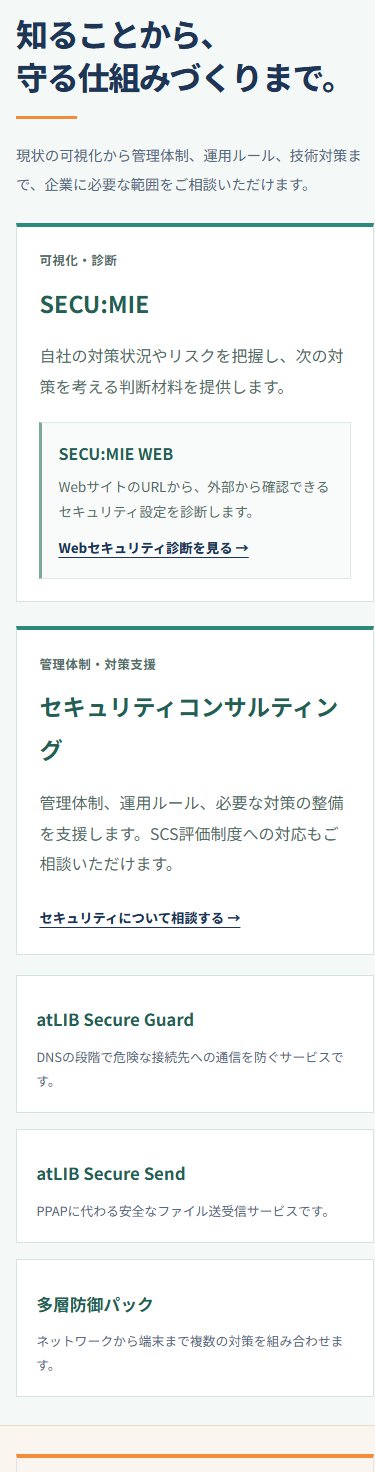 知ることから、
守る仕組みづくりまで。
現状の可視化から管理体制、運用ルール、技術対策ま
で、企業に必要な範囲をご相談いただけます。
可視化・診断
SECU:MIE
自社の対策状況やリスクを把握し、次の対
策を考える判断材料を提供します。
SECU:MIE WEB
WebサイトのURLから、外部から確認できる
セキュリティ設定を診断します。
Webセキュリティ診断を見る →
管理体制・対策支援
セキュリティコンサルティン
グ
管理体制、運用ルール、必要な対策の整備
を支援します。SCS評価制度への対応もご
相談いただけます。
セキュリティについて相談する →
atLIB Secure Guard
DNSの段階で危険な接続先への通信を防ぐサービスで
す。
atLIB Secure Send
PPAPに代わる安全なファイル送受信サービスです。
多層防御パック
ネットワークから端末まで複数の対策を組み合わせま
す。